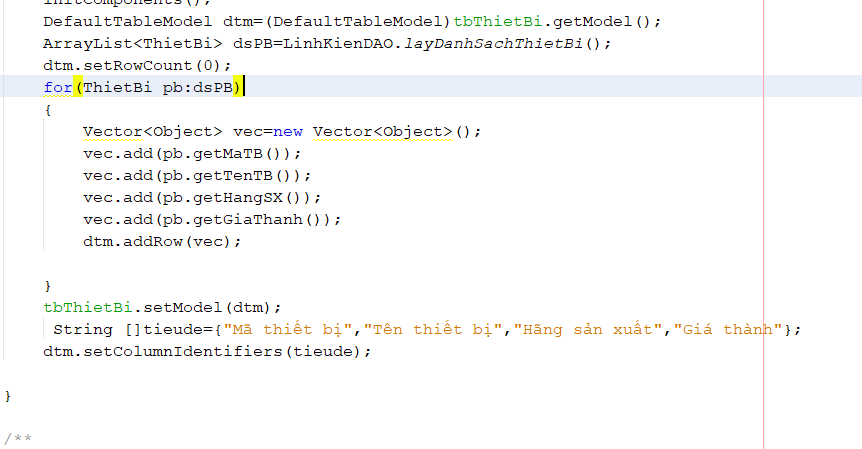 initComponents();
DefaultTableModel dtm=(DefaultTableModel)tbThietBi.getModel();
ArrayList<ThietBi> dsPB=LinhKienDAO.layDanhSachThietBi();
dtm.setRowCount(0);
for(ThietBi pb:dsPB)
{
Vector<Object> vec=new Vector<Object>();
vec.add(pb.getMaTB());
vec.add(pb.getTenTB());
vec.add(pb.getHangSX());
vec.add(pb.getGiaThanh());
dtm.addRow(vec);
}
tbThietBi.setModel(dtm);
String []tieude={"Mã thiết bị","Tên thiết bị","Hãng sản xuất","Giá thành"};
dtm.setColumnIdentifiers(tieude);
}
/**